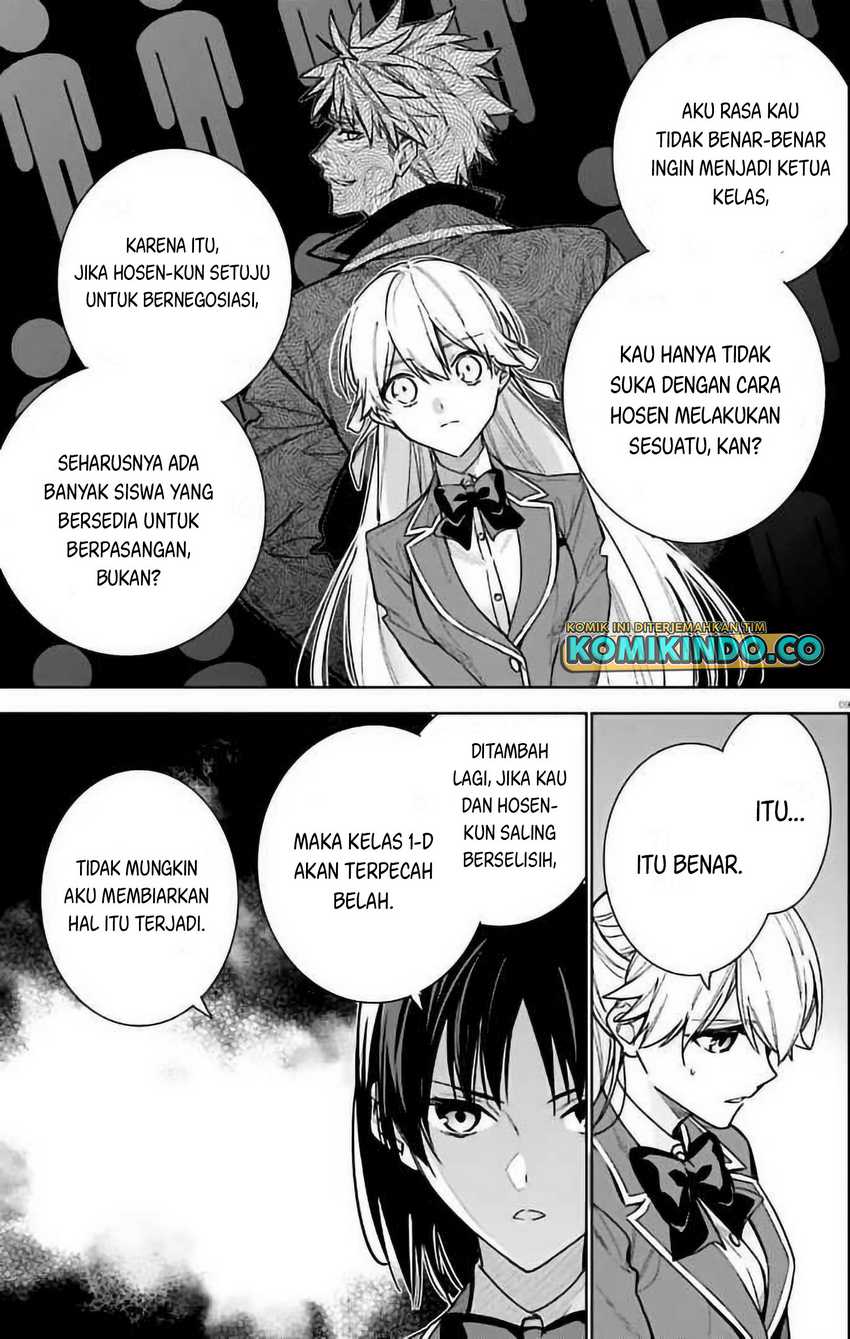 AKU RASA KAU
TIDAK BENAR-BENAR
INGIN MENJADI KETUA
KELAS,
KAU HANYA TIDAK
SUKA DENGAN CARA
HOSEN MELAKUKAN
SESUATU, KAN?
KARENA ITU,
JIKA HOSEN-KUN SETUJU
UNTUK BERNEGOSIASI,
SEHARUSNYA ADA
BANYAK SISWA YANG
BERSEDIA UNTUK
BERPASANGAN,
BUKAN?
KOMIK INI DITERJEMAHKAN TIM
KOMIKINDO.CO
ITU...
ITU BENAR.
DITAMBAH
LAGI, JIKA KAU
DAN HOSEN-
KUN SALING
BERSELISIH,
MAKA KELAS 1-D
AKAN TERPECAH
BELAH.
TIDAK MUNGKIN
AKU MEMBIARKAN
HAL ITU TERJADI.